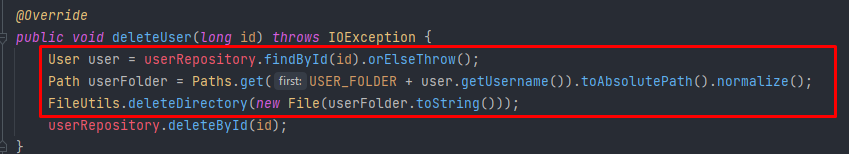 @Override
public void deleteUser(long id) throws IOException {
User user = userRepository.findById(id).orElseThrow();
Path userFolder = Paths.get( first: USER_FOLDER + user.getUsername()).toAbsolutePath().normalize();
FileUtils.deleteDirectory(new File(userFolder.toString()));
userRepository.deleteById(id);
}